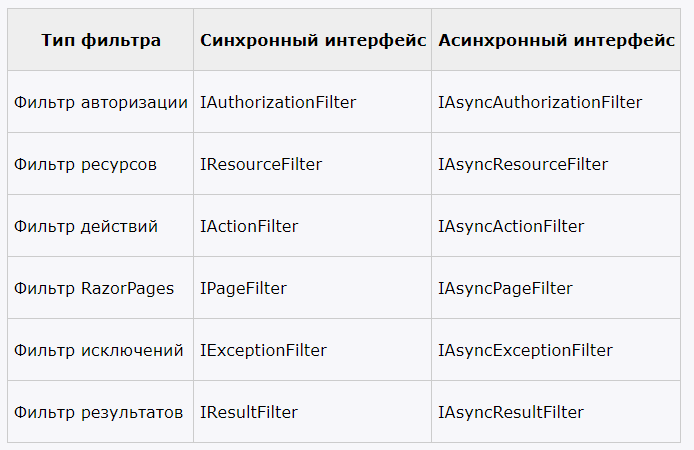 Тип фильтра Синхронный интерфейс Асинхронный интерфейс
Фильтр авторизации IAuthorizationFilter IAsyncAuthorizationFilter
Фильтр ресурсов IResourceFilter IAsyncResourceFilter
Фильтр действий IActionFilter IAsyncActionFilter
Фильтр RazorPages IPageFilter IAsyncPageFilter
Фильтр исключений IExceptionFilter IAsyncExceptionFilter
Фильтр результатов IResultFilter IAsyncResultFilter